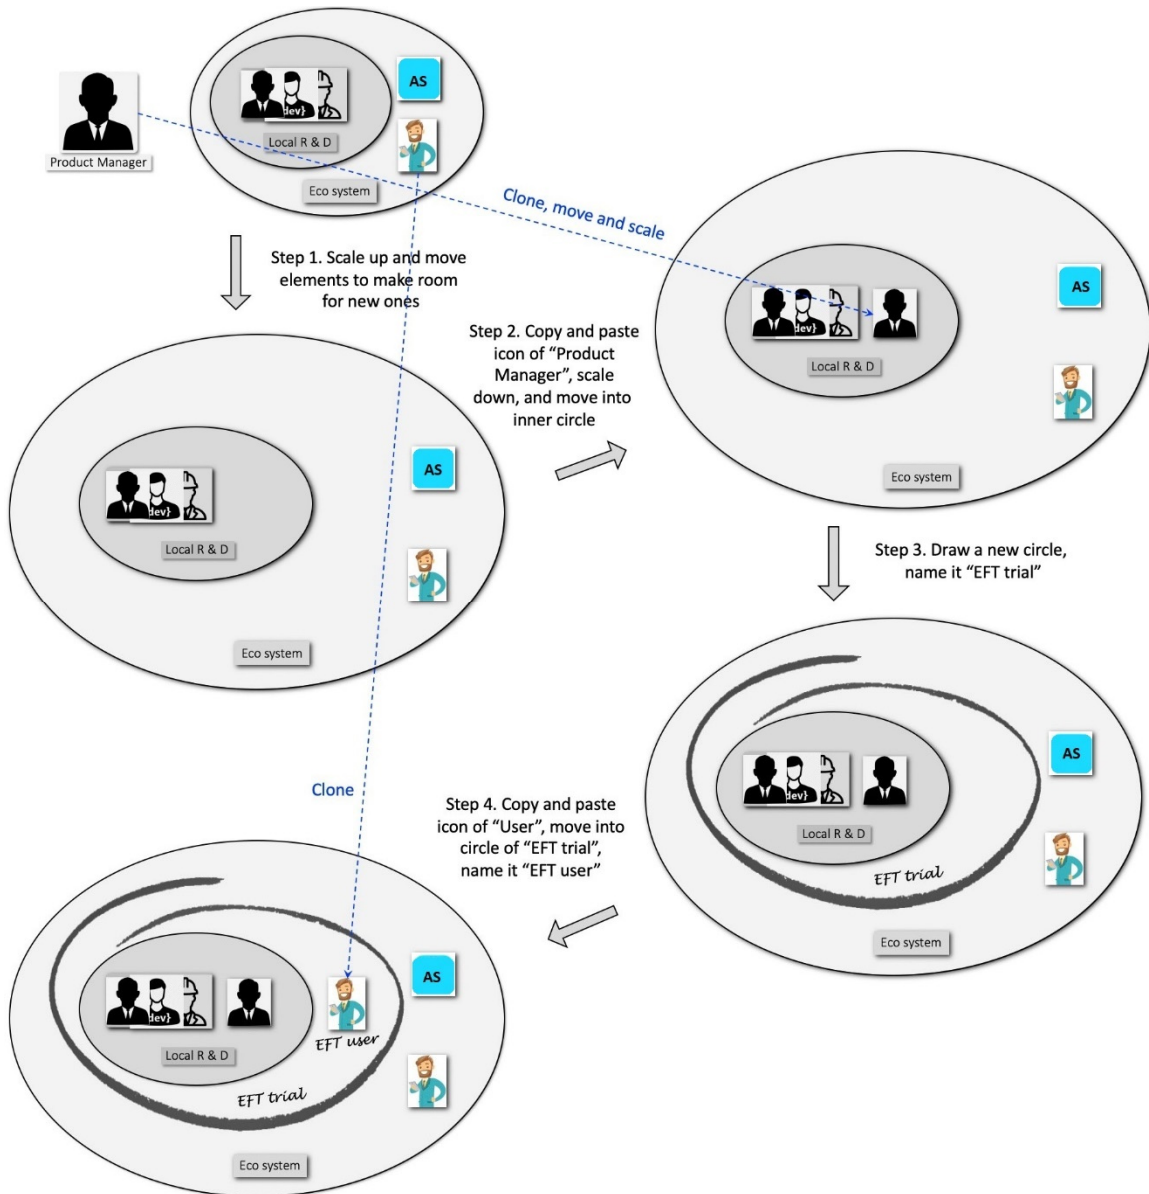 AS
dev}
Local R & D
Product Manager
Eco system
Clone, move and scale
Step 1. Scale up and move
elements to make room
for new ones
AS
dev}
Local R & D
Step 2. Copy and paste
icon of “Product
Manager”, scale
down, and move into
inner circle
Eco system
AS
dev}
Local R & D
Eco system
Step 3. Draw a new circle,
name it “EFT trial”
AS
dev}
Local R & D
EFT trial
Eco system
Clone
Step 4. Copy and paste
icon of “User”, move into
circle of “EFT trial”,
name it “EFT user”
AS
dev}
EFT user
Local R & D
EFT trial
Eco system